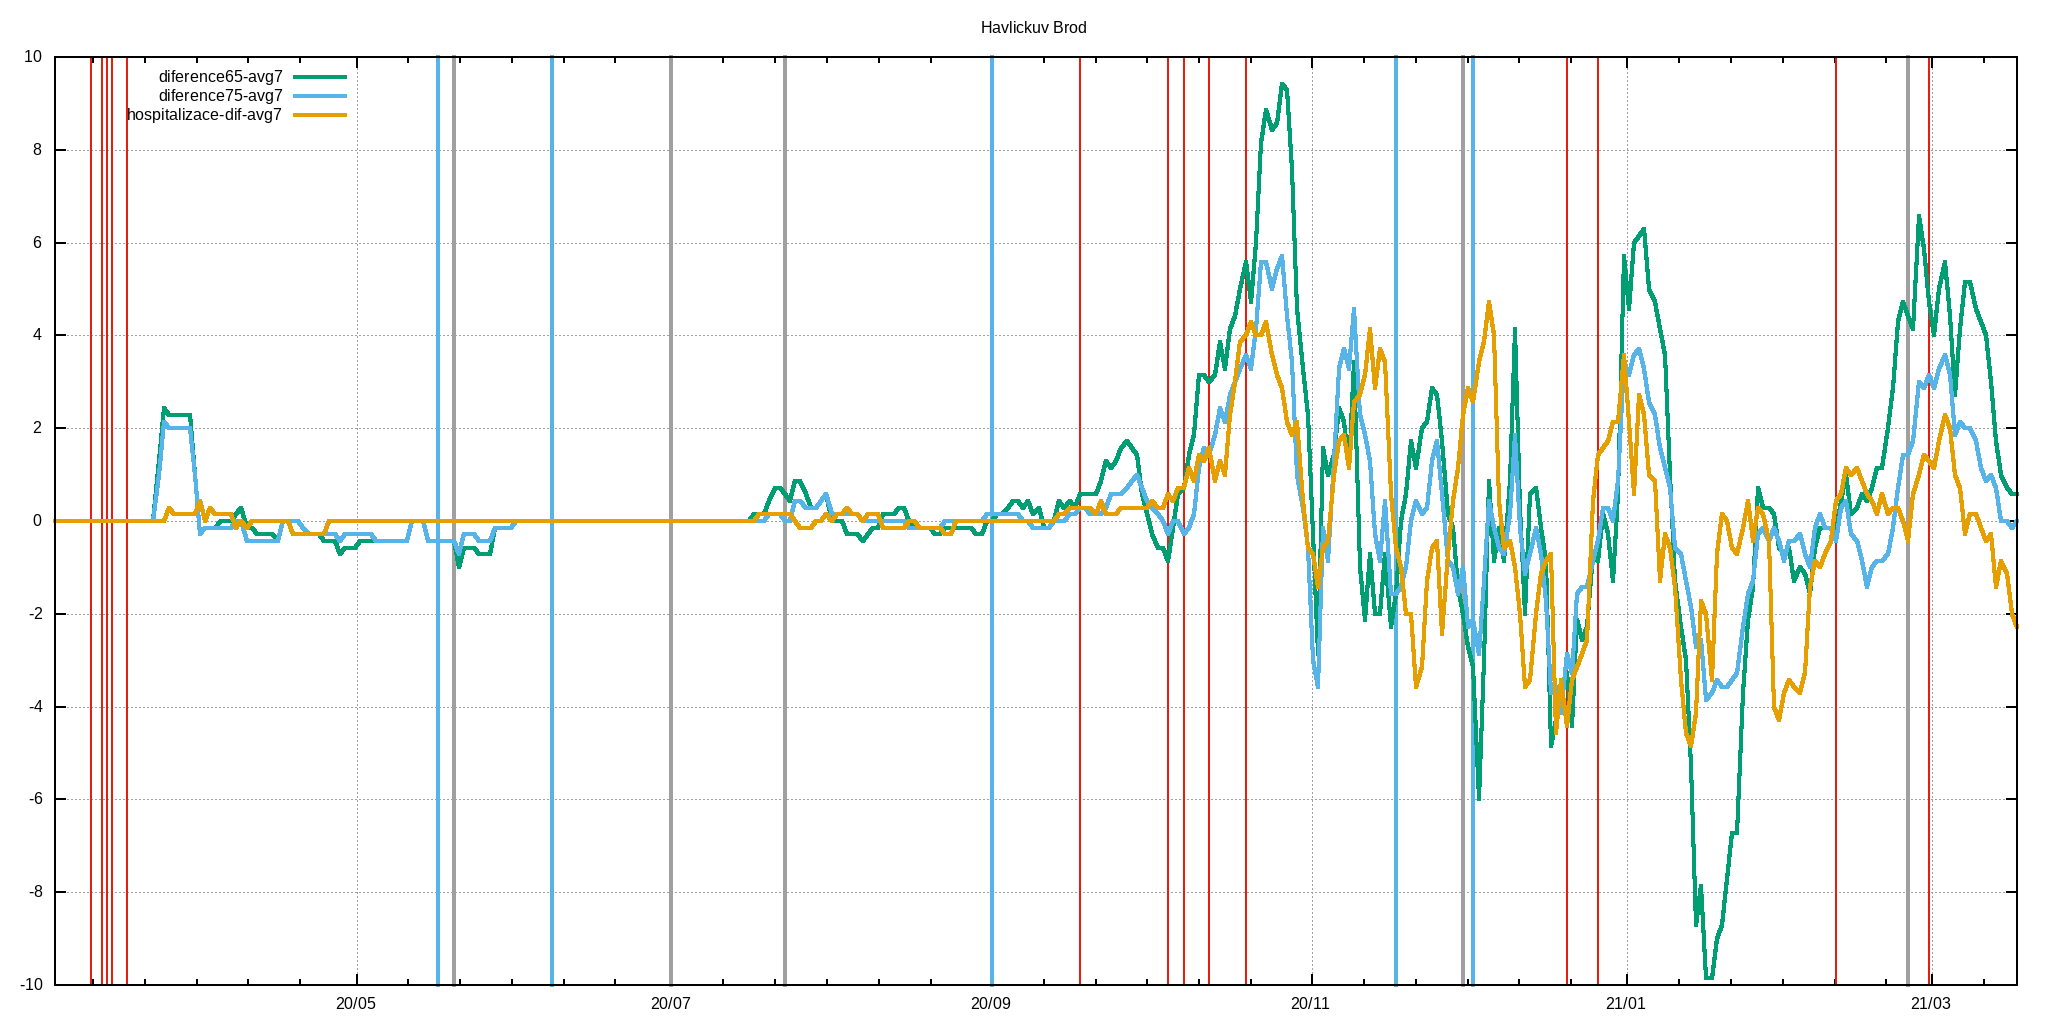 Havlickuv Brod
diference65-avg7
diference75-avg7
hospitalizace-dif-avg7
10
8
6
4
2
0
-2
-4
-6
-8
-10
20/05 20/07 20/09 20/11 21/01 21/03